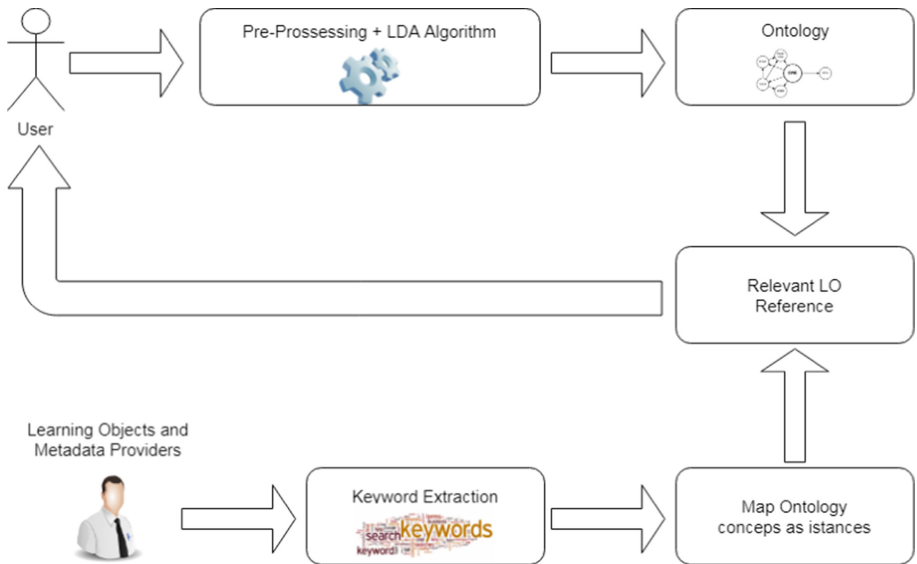 Pre-Prossessing + LDA Algorithm
Ontology
User
Relevant LO
Reference
Learning Objects and
Metadata Providers
Keyword Extraction
keywords
search
keyword
Map Ontology
conceps as istances